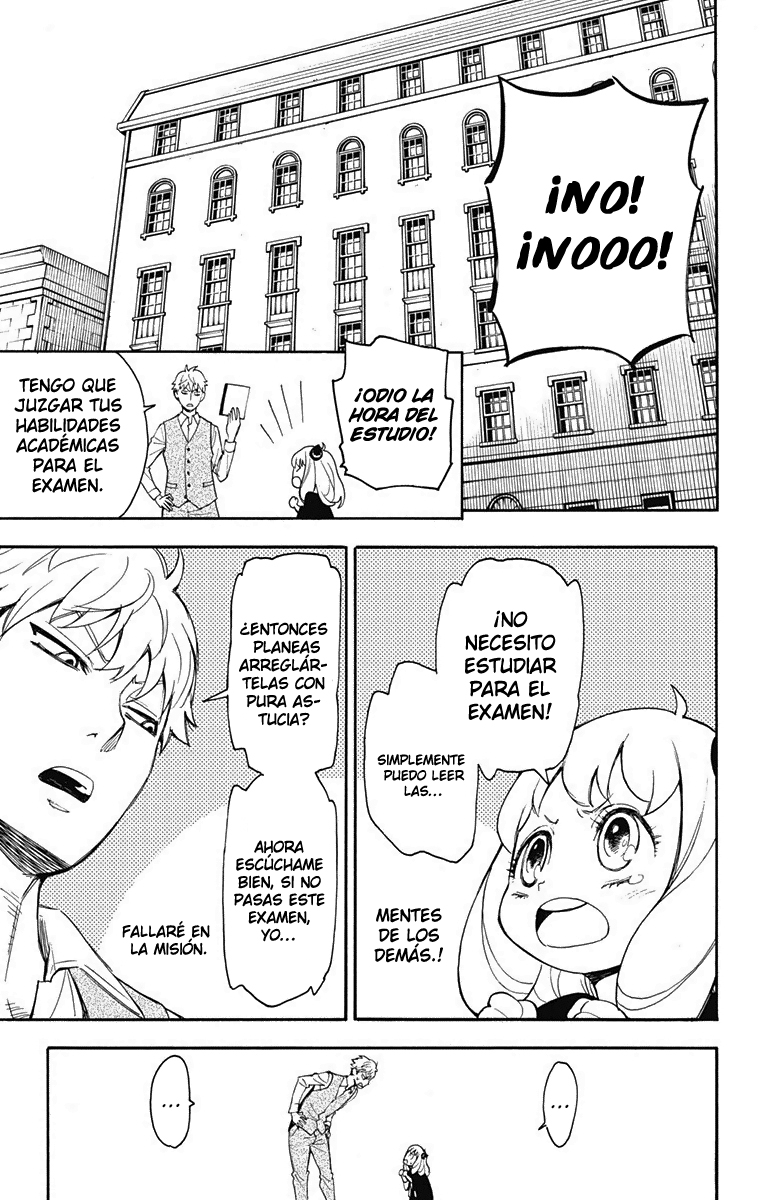 ¡NO!
¡NOOO!
¡ODIO LA
HORA DEL
ESTUDIO!
TENGO QUE
JUZGAR TUS
HABILIDADES
ACADÉMICAS
PARA EL
EXAMEN.
¡NO
NECESITO
ESTUDIAR
PARA EL
EXAMEN!
SIMPLEMENTE
PUEDO LEER
LAS...
MENTES
DE LOS
DEMÁS.!
¿ENTONCES
PLANEAS
ARREGLÁR-
TELAS CON
PURA AS-
TUCIA?
AHORA
ESCÚCHAME
BIEN, SI NO
PASAS ESTE
EXAMEN,
YO...
FALLARÉ EN
LA MISIÓN.
...
...